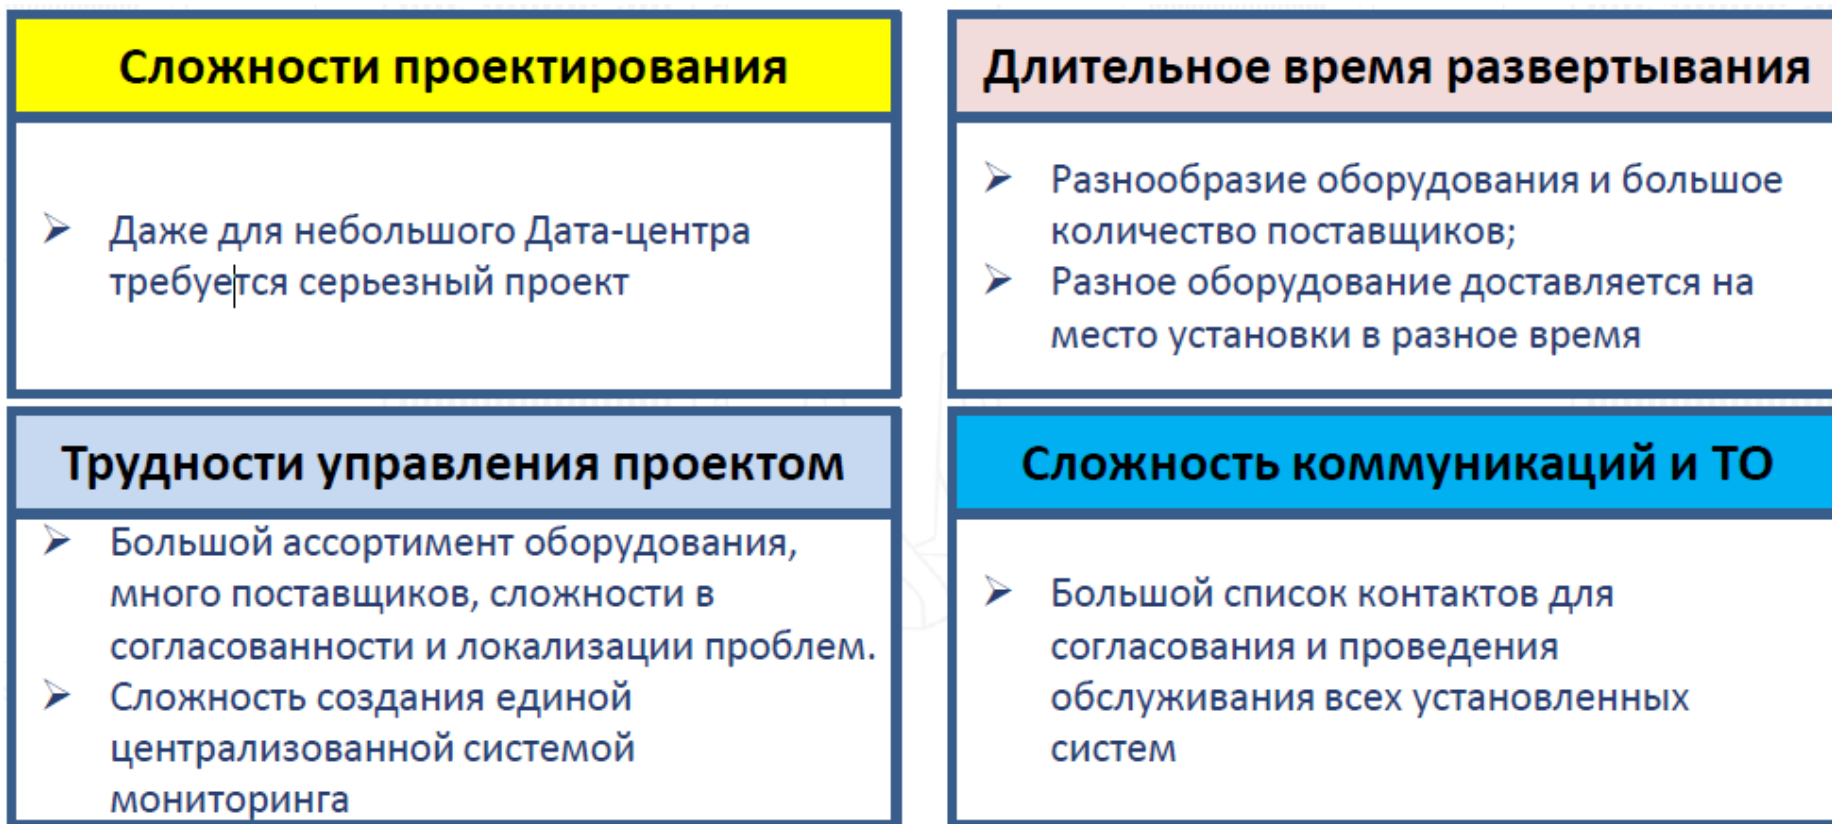 Сложности проектирования
➢ Даже для небольшого Дата-центра
требуется серьезный проект
Длительное время развертывания
➢ Разнообразие оборудования и большое
количество поставщиков;
➢ Разное оборудование доставляется на
место установки в разное время
Трудности управления проектом
➢ Большой ассортимент оборудования,
много поставщиков, сложности в
согласованности и локализации проблем.
➢ Сложность создания единой
централизованной системой
мониторинга
Сложность коммуникаций и ТО
➢ Большой список контактов для
согласования и проведения
обслуживания всех установленных
систем